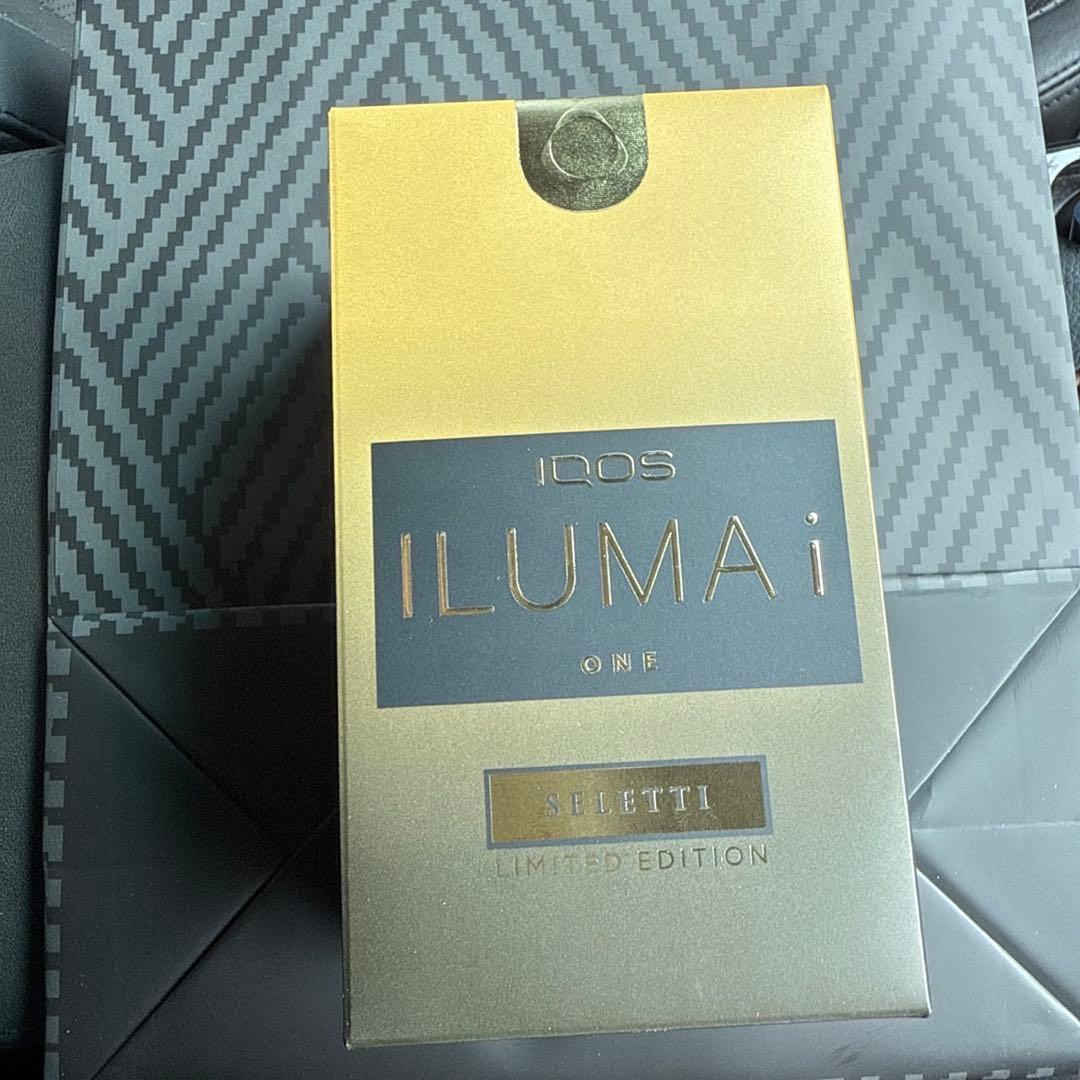 IQOS
ILUMA i
ONE
SELETTI
LIMITED EDITION